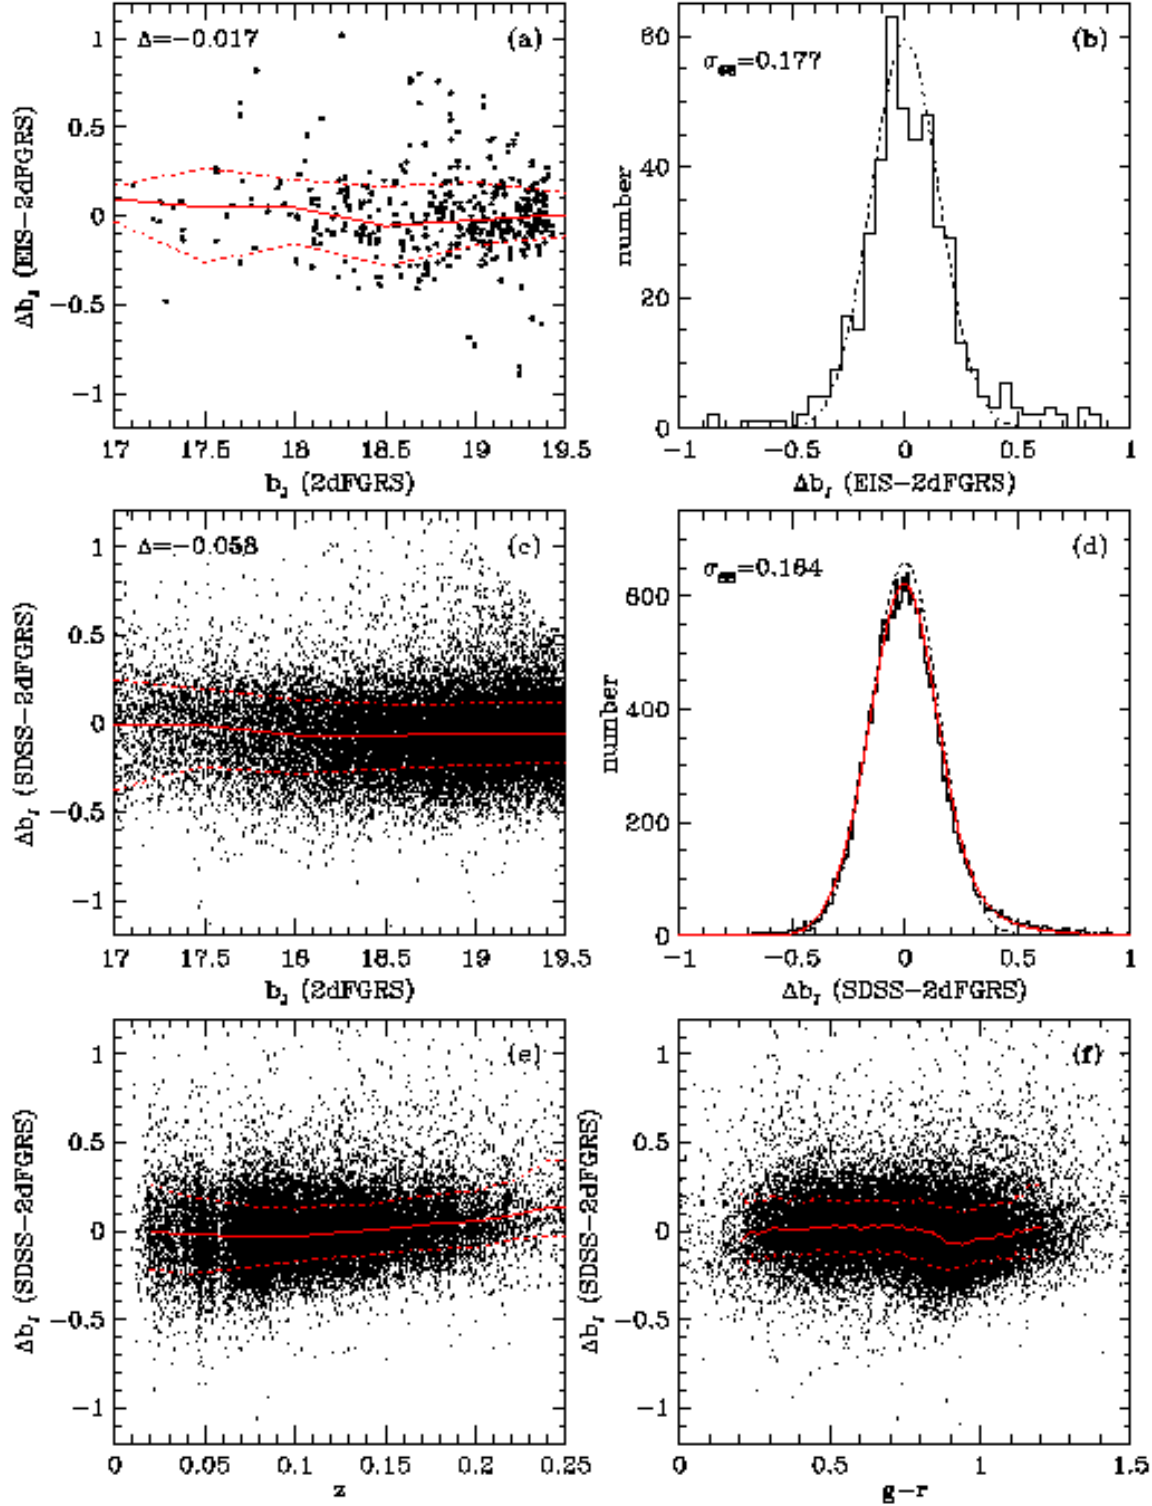 Δ=−0.017
(a)
1
0.5
0
−0.5
−1
Δb_J (EIS−2dFGRS)
17 17.5 18 18.5 19 19.5
b_J (2dFGRS)
(b)
σ_68=0.177
60
40
20
0
number
−1 −0.5 0 0.5 1
Δb_J (EIS−2dFGRS)
Δ=−0.058
(c)
1
0.5
0
−0.5
−1
Δb_J (SDSS−2dFGRS)
17 17.5 18 18.5 19 19.5
b_J (2dFGRS)
(d)
σ_68=0.164
600
400
200
0
number
−1 −0.5 0 0.5 1
Δb_J (SDSS−2dFGRS)
(e)
1
0.5
0
−0.5
−1
Δb_J (SDSS−2dFGRS)
0 0.05 0.1 0.15 0.2 0.25
z
(f)
1
0.5
0
−0.5
−1
Δb_J (SDSS−2dFGRS)
0 0.5 1 1.5
g−r